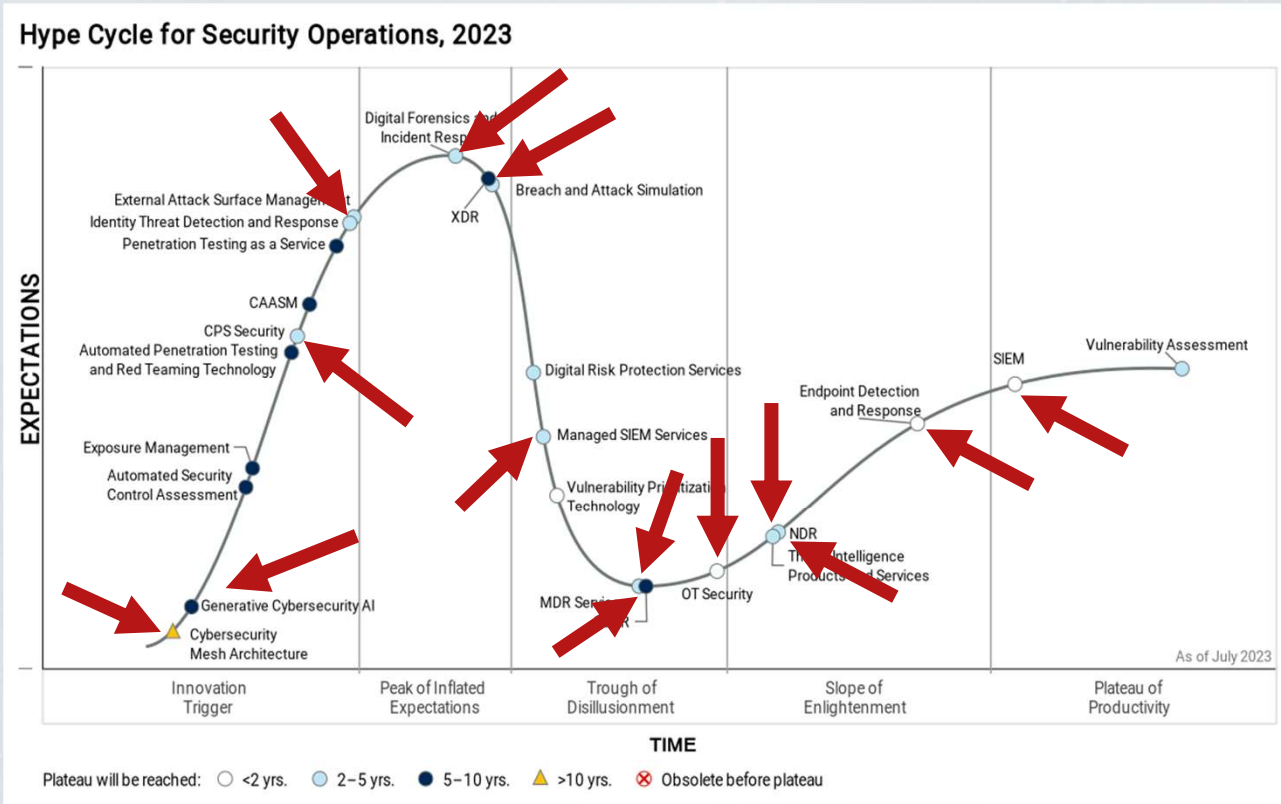 Hype Cycle for Security Operations, 2023
Digital Forensics and
Incident
External Attack Surface Management
Identity Threat Detection and Response
Penetration Testing as a Service
Breach and Attack Simulation
XDR
CAASM
CPS Security
Automated Penetration Testing
and Red Teaming Technology
Exposure Management
Automated Security
Control Assessment
Generative Cybersecurity AI
Cybersecurity
Mesh Architecture
Digital Risk Protection Services
Managed SIEM Services
Vulnerability Prioritization
Technology
MDR
OT Security
NDR
Intelligence
Products Services
Endpoint Detection
and Response
SIEM
Vulnerability Assessment
EXPECTATIONS
As of July 2023
Innovation
Trigger
Peak of Inflated
Expectations
Trough of
Disillusionment
Slope of
Enlightenment
Plateau of
Productivity
TIME
Plateau will be reached: <2 yrs. 2–5 yrs. 5–10 yrs. >10 yrs. Obsolete before plateau